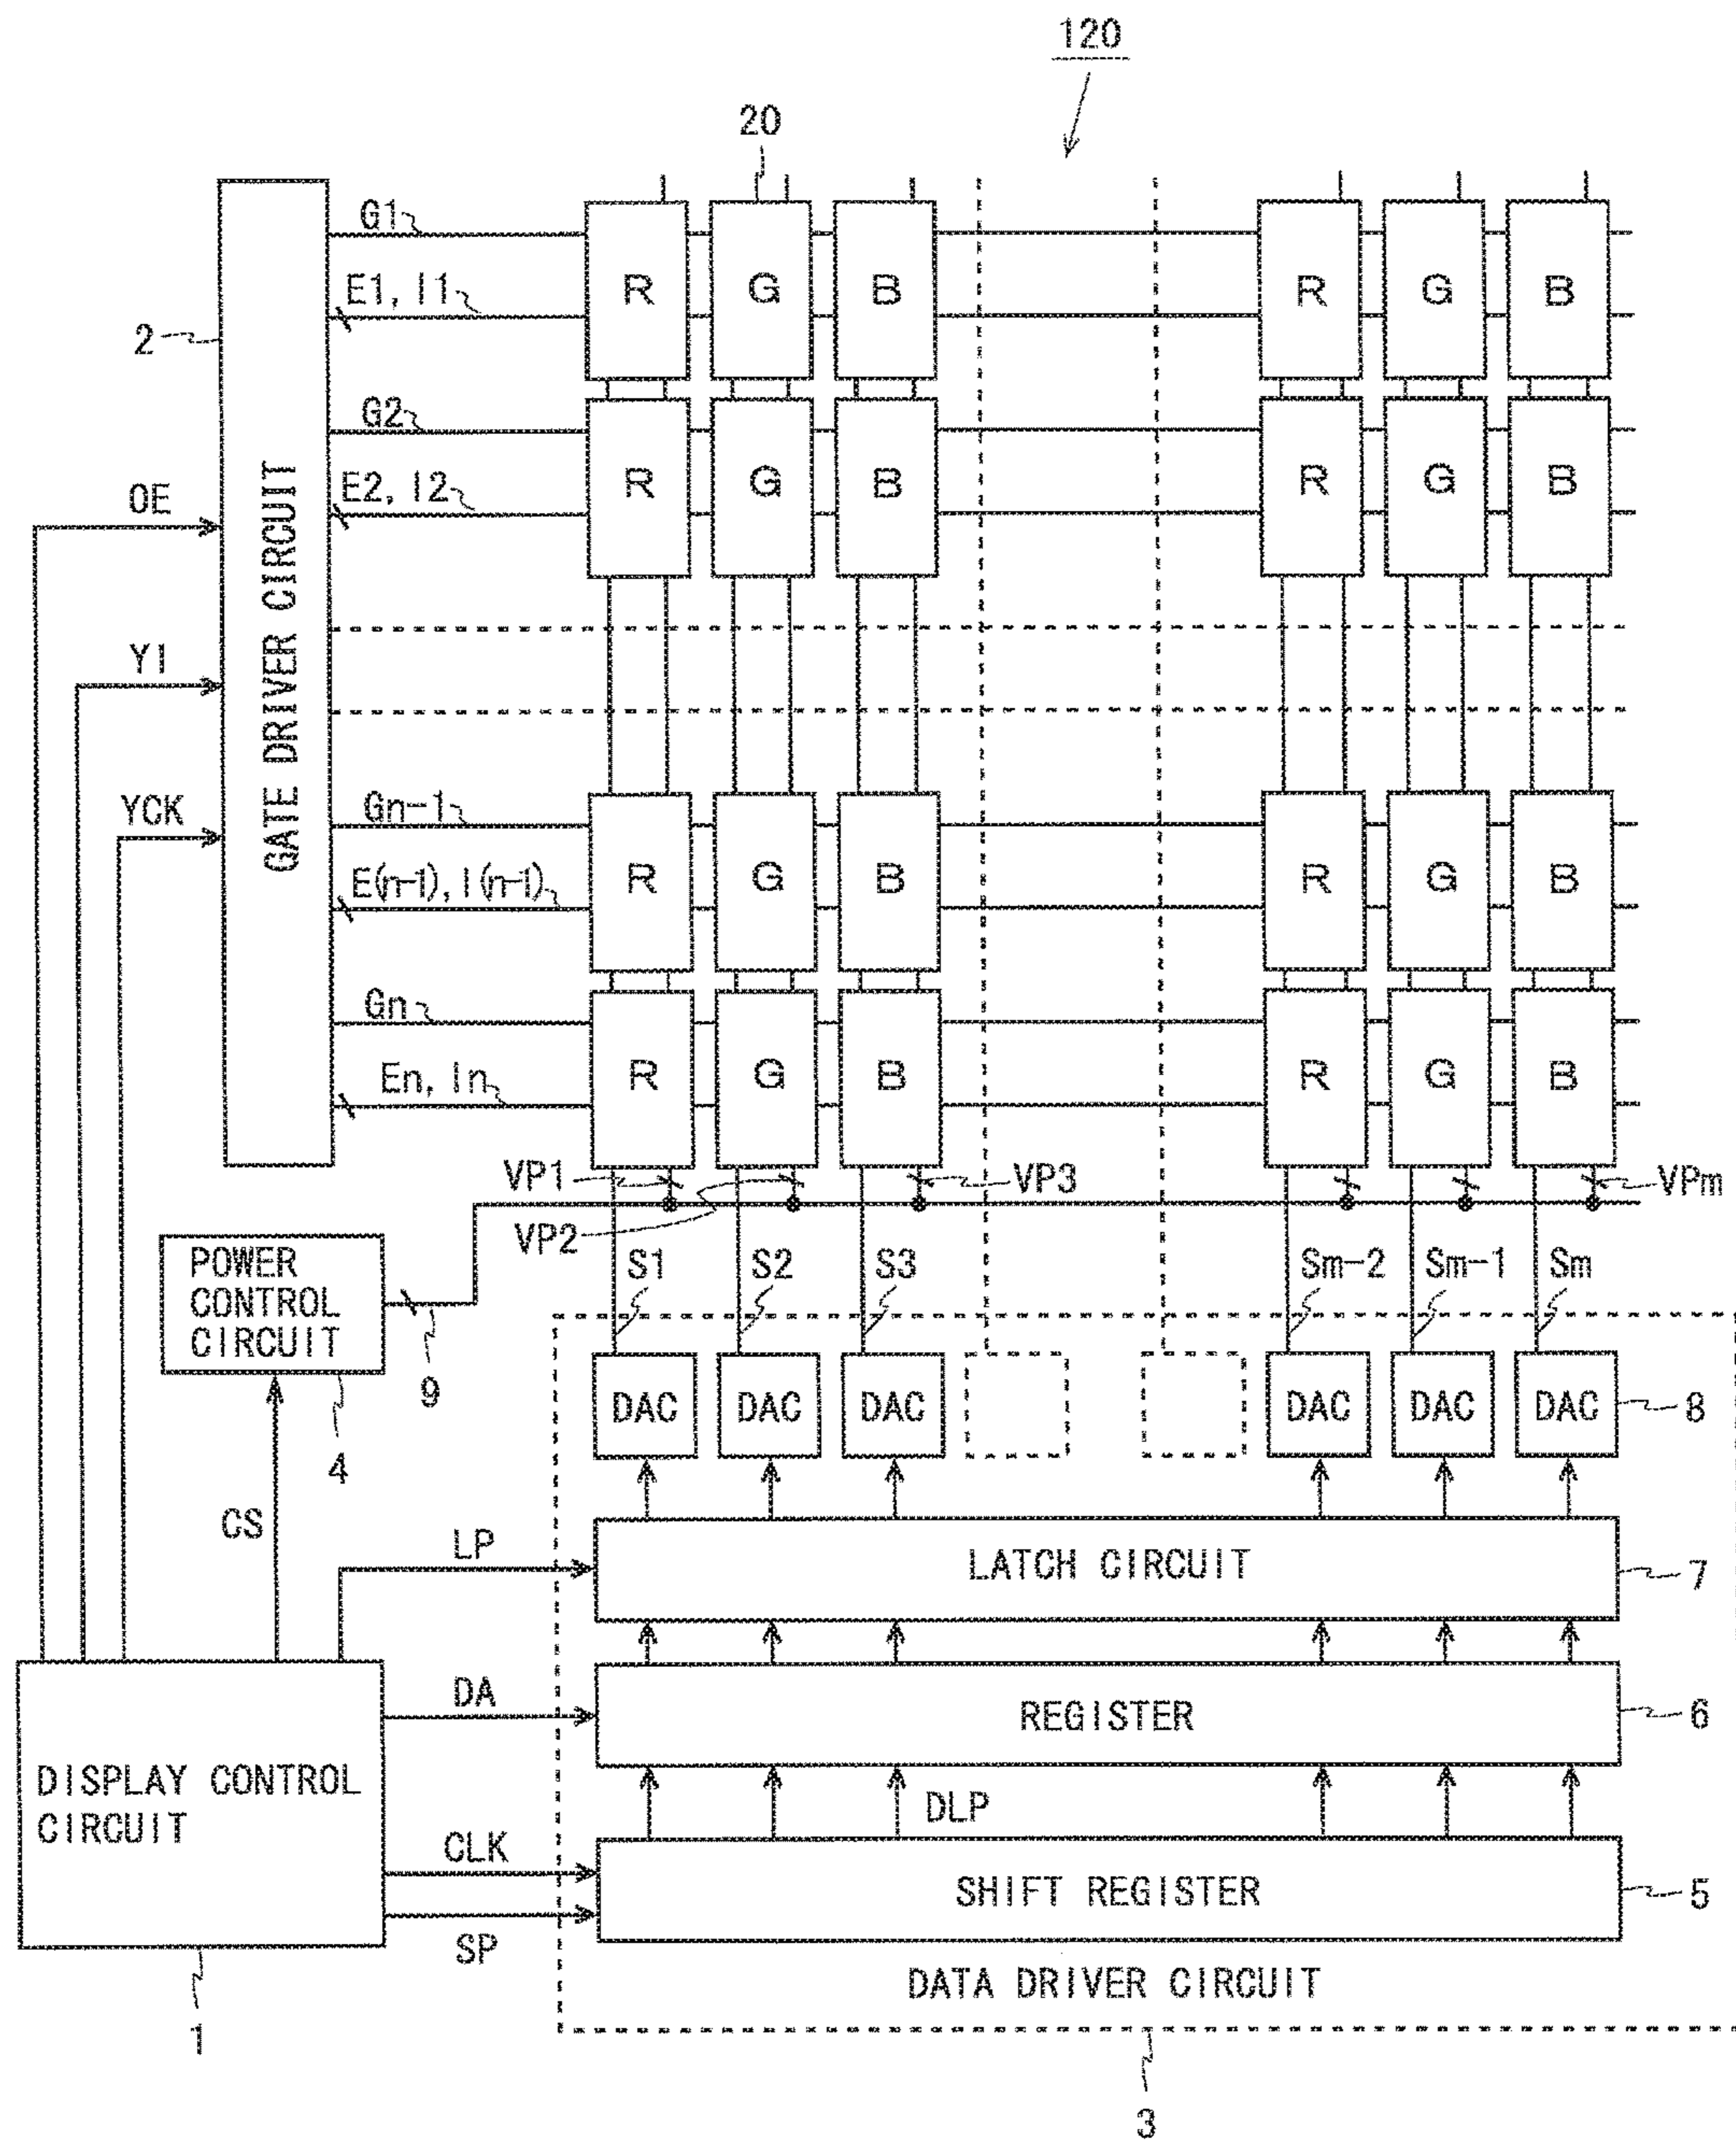 120
20
G1
R G B R G B
E1, I1
2
G2
R G B R G B
E2, I2
OE
GATE DRIVER CIRCUIT
YI
YCK
Gn-1
R G B R G B
E(n-1), I(n-1)
Gn
R G B R G B
En, In
VP1 VP3 VPm
VP2
POWER
CONTROL
CIRCUIT
S1 S2 S3 Sm-2 Sm-1 Sm
9
4
DAC DAC DAC DAC DAC DAC 8
CS
LP
LATCH CIRCUIT
7
DA
REGISTER
6
DISPLAY CONTROL
CIRCUIT
DLP
CLK
SHIFT REGISTER
5
SP
DATA DRIVER CIRCUIT
1
3